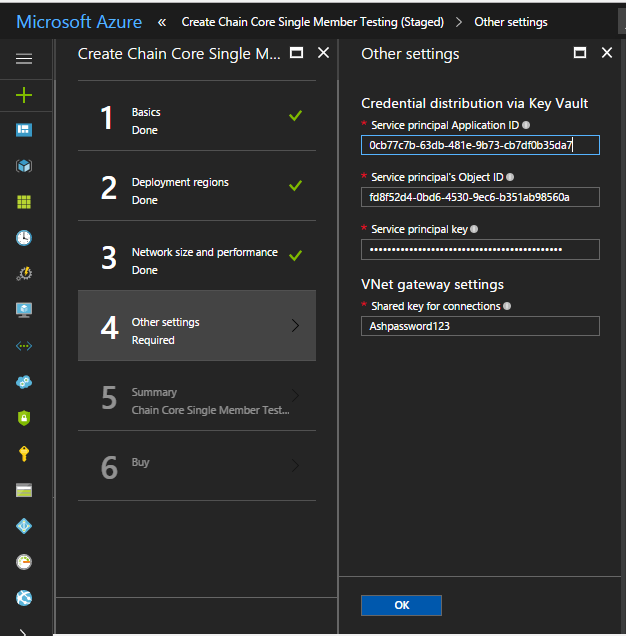 Microsoft Azure « Create Chain Core Single Member Testing (Staged) > Other settings
Create Chain Core Single M...
1 Basics
Done
2 Deployment regions
Done
3 Network size and performance
Done
4 Other settings
Required
5 Summary
Chain Core Single Member Test...
6 Buy
Other settings
Credential distribution via Key Vault
* Service principal Application ID
0cb77c7b-63db-481e-9b73-cb7df0b35da7
* Service principal's Object ID
fd8f52d4-0bd6-4530-9ec6-b351ab98560a
* Service principal key
VNet gateway settings
* Shared key for connections
Ashpassword123
OK